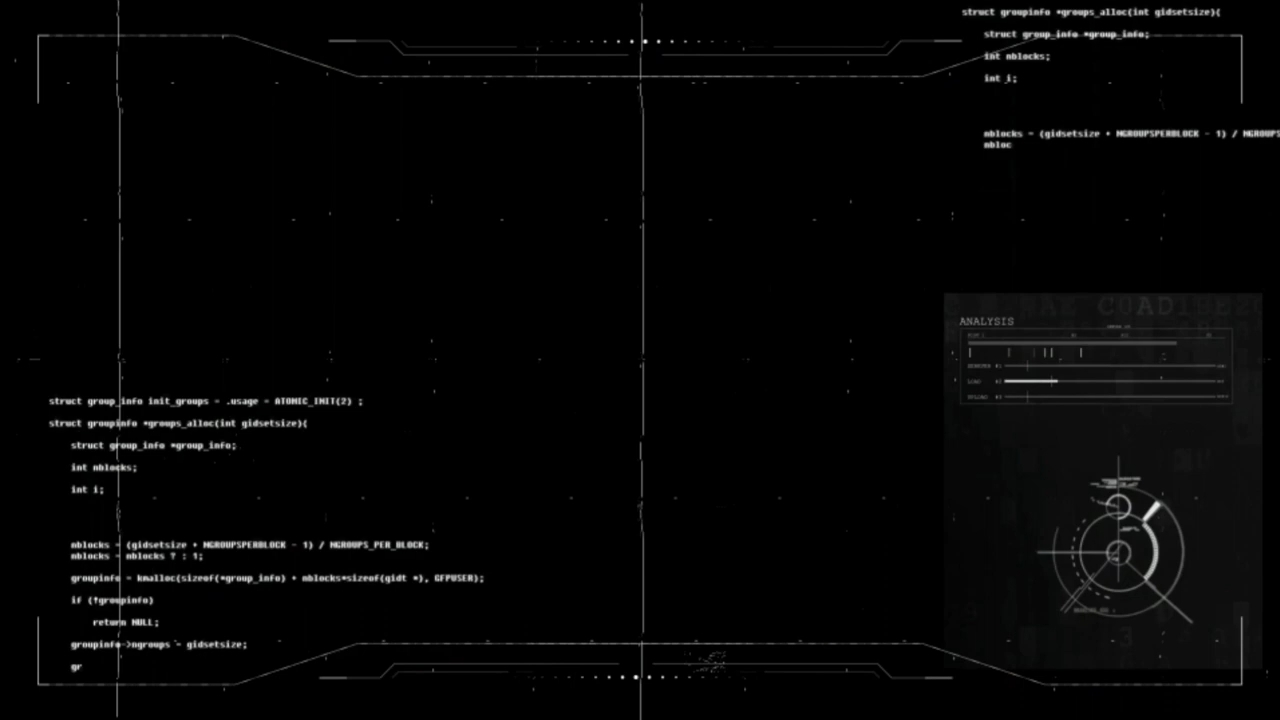 struct groupinfo *groups_alloc(int gidsetsize){
struct group_info *group_info;
int nblocks;
int i;
nblocks = (gidsetsize + NGROUPSPERBLOCK - 1) / NGROUPS
nbloc
ANALYSIS
struct group_info init_groups = .usage = ATOMIC_INIT(2) ;
struct groupinfo *groups_alloc(int gidsetsize){
struct group_info *group_info;
int nblocks;
int i;
nblocks = (gidsetsize + NGROUPSPERBLOCK - 1) / NGROUPS_PER_BLOCK;
nblocks = nblocks ? : 1;
groupinfo = kmalloc(sizeof(*group_info) + nblocks*sizeof(gidt *), GFPUSER);
if (!groupinfo)
return NULL;
groupinfo->ngroups = gidsetsize;
gr